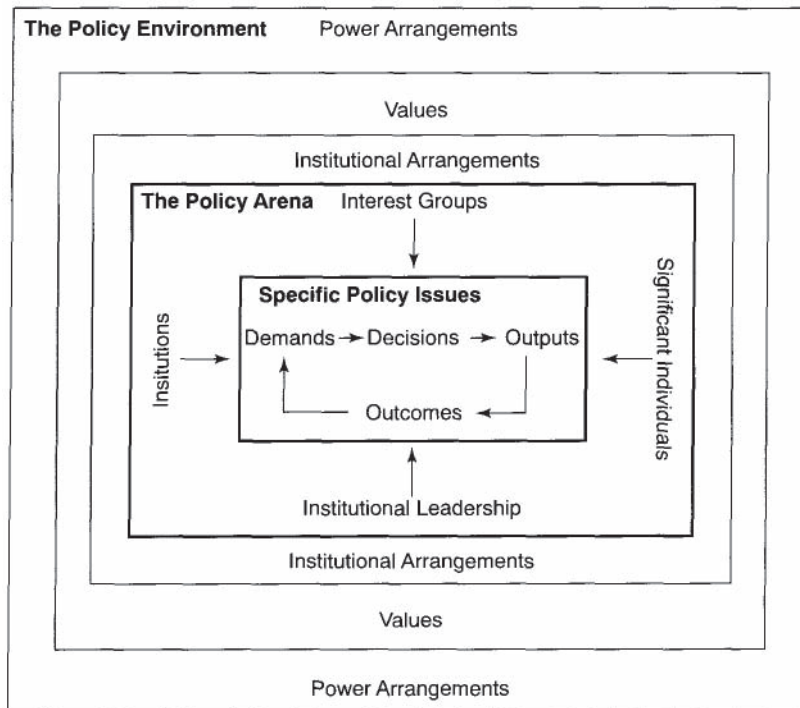 The Policy Environment Power Arrangements
Values
Institutional Arrangements
The Policy Arena Interest Groups
Specific Policy Issues
Insitutions
Demands Decisions Outputs
Significant Individuals
Outcomes
Institutional Leadership
Institutional Arrangements
Values
Power Arrangements